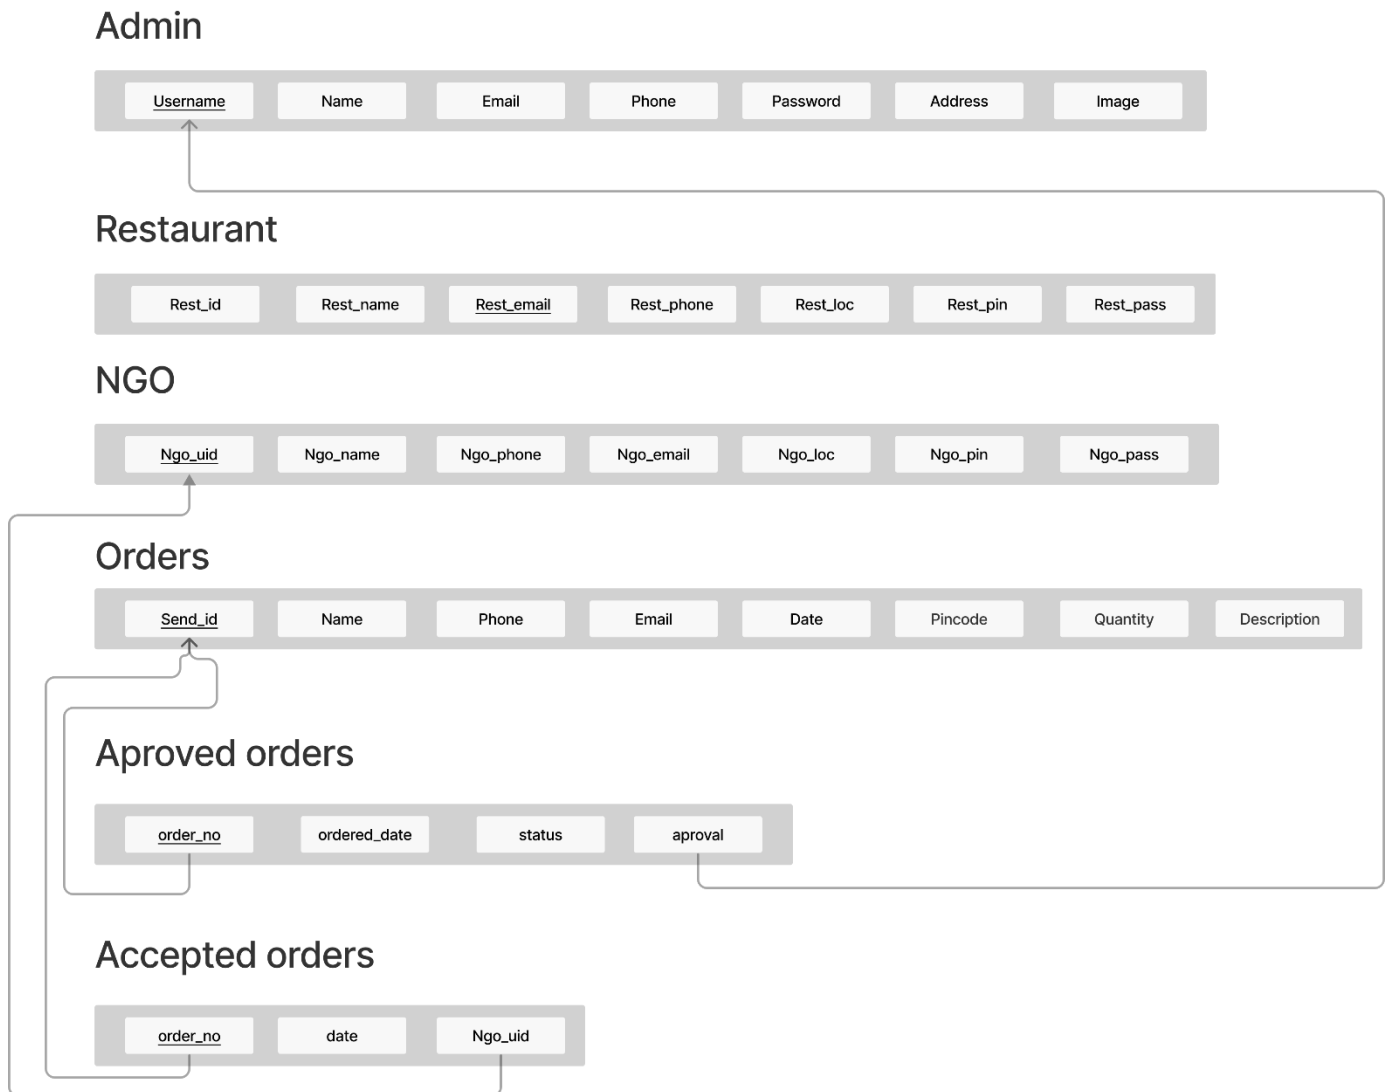 Admin
Username Name Email Phone Password Address Image
Restaurant
Rest_id Rest_name Rest_email Rest_phone Rest_loc Rest_pin Rest_pass
NGO
Ngo_uid Ngo_name Ngo_phone Ngo_email Ngo_loc Ngo_pin Ngo_pass
Orders
Send_id Name Phone Email Date Pincode Quantity Description
Aproved orders
order_no ordered_date status aproval
Accepted orders
order_no date Ngo_uid